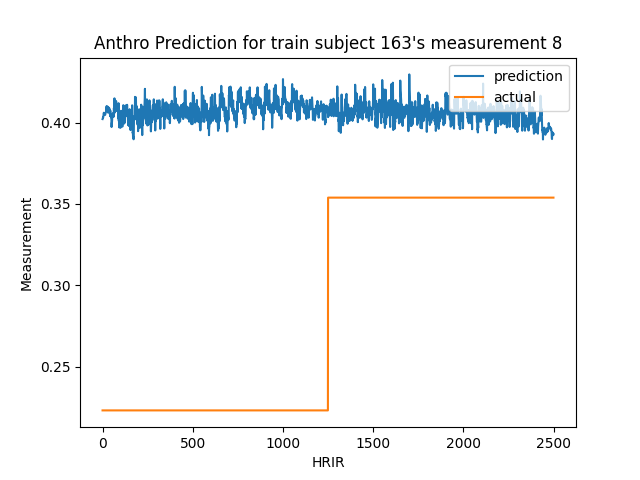 Anthro Prediction for train subject 163's measurement 8
prediction
actual
0.40
0.35
0.30
0.25
Measurement
0
500
1000
1500
2000
2500
HRIR